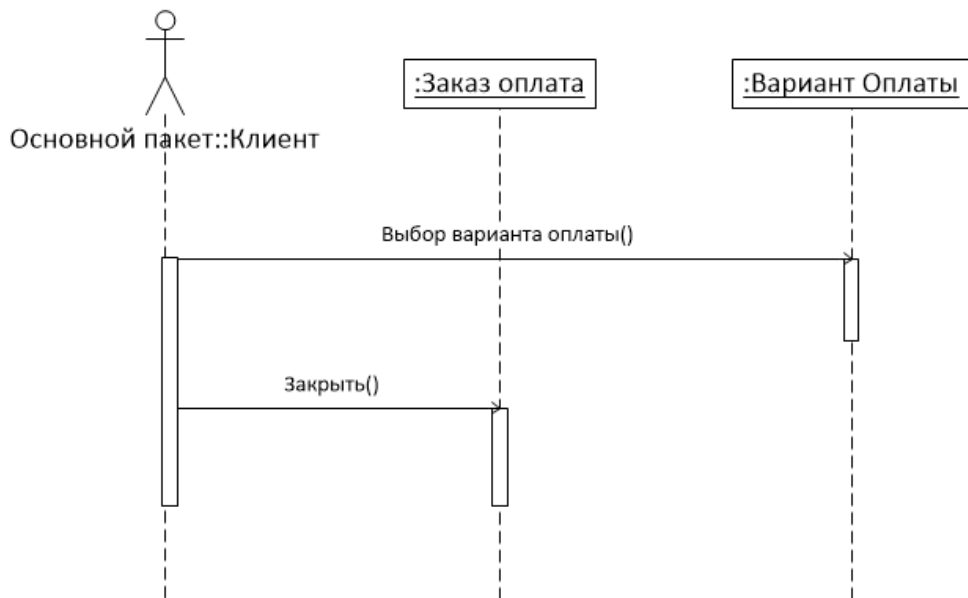 :Заказ оплата
:Вариант Оплаты
Основной пакет::Клиент
Выбор варианта оплаты()
Закрыть()